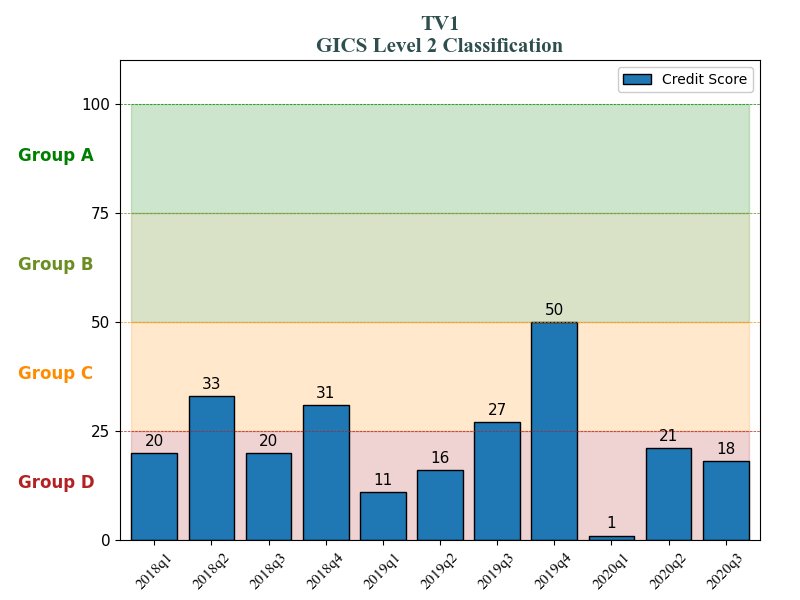 TV1
GICS Level 2 Classification
Credit Score
100
Group A
75
Group B
50
50
33
31
Group C
27
25
20
20
21
18
16
11
Group D
1
0
2018q1 2018q2 2018q3 2018q4 2019q1 2019q2 2019q3 2019q4 2020q1 2020q2 2020q3